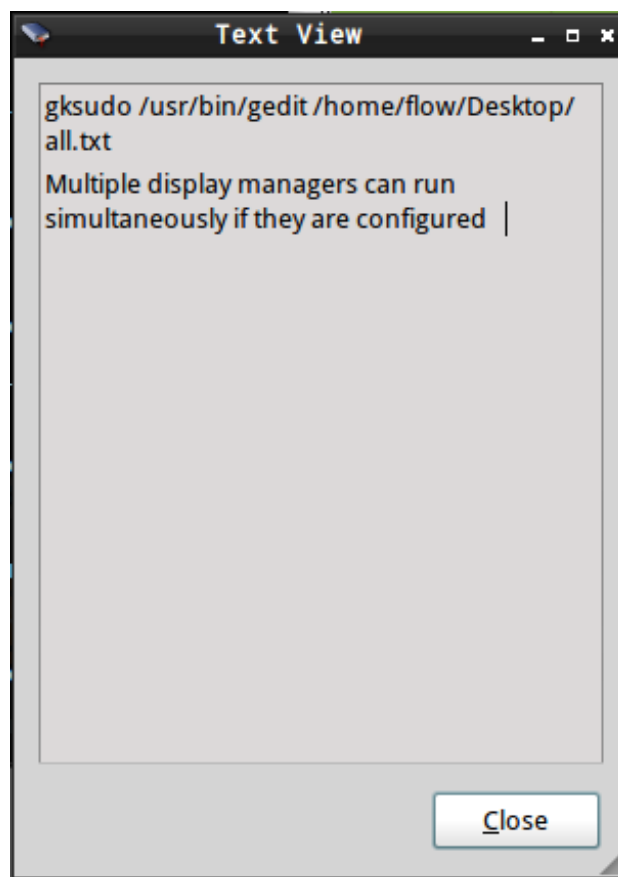 Text View
gksudo /usr/bin/gedit /home/flow/Desktop/
all.txt
Multiple display managers can run
simultaneously if they are configured
Close